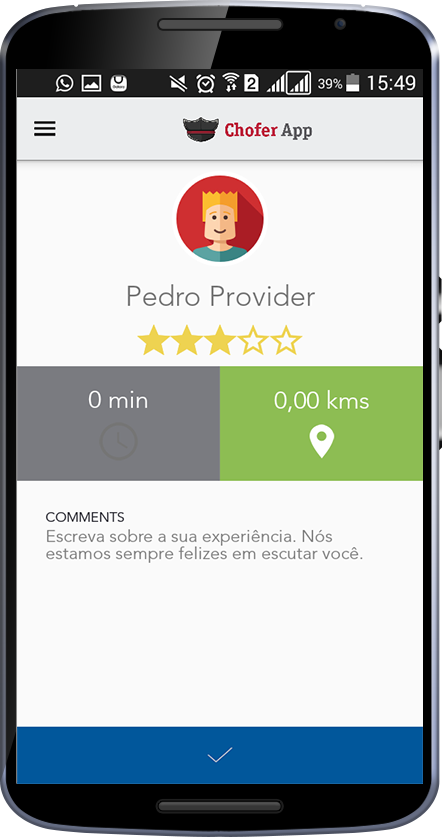 2 39% 15:49
Chofer App
Pedro Provider
0 min 0,00 kms
COMMENTS
Escreva sobre a sua experiência. Nós
estamos sempre felizes em escutar você.